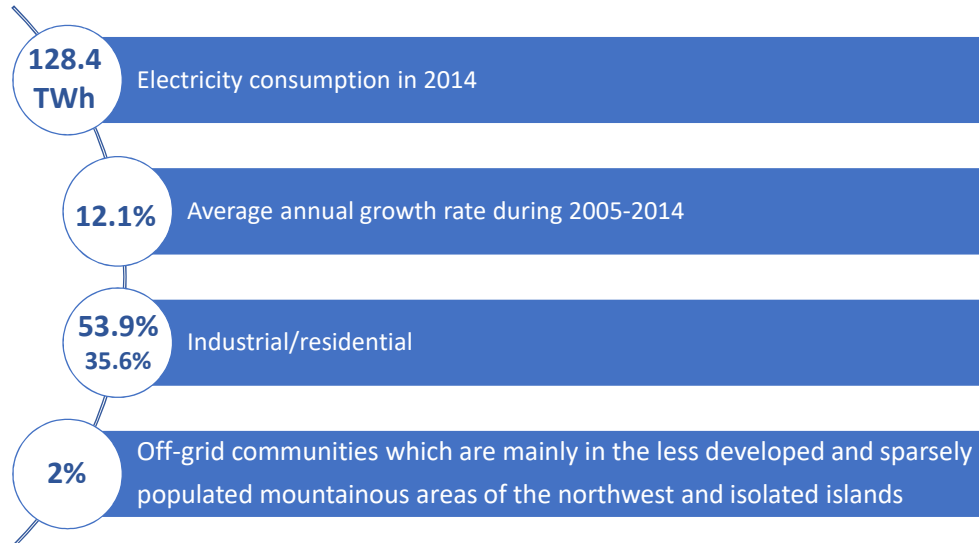 128.4
TWh
Electricity consumption in 2014
12.1%
Average annual growth rate during 2005-2014
53.9%
35.6%
Industrial/residential
2%
Off-grid communities which are mainly in the less developed and sparsely
populated mountainous areas of the northwest and isolated islands